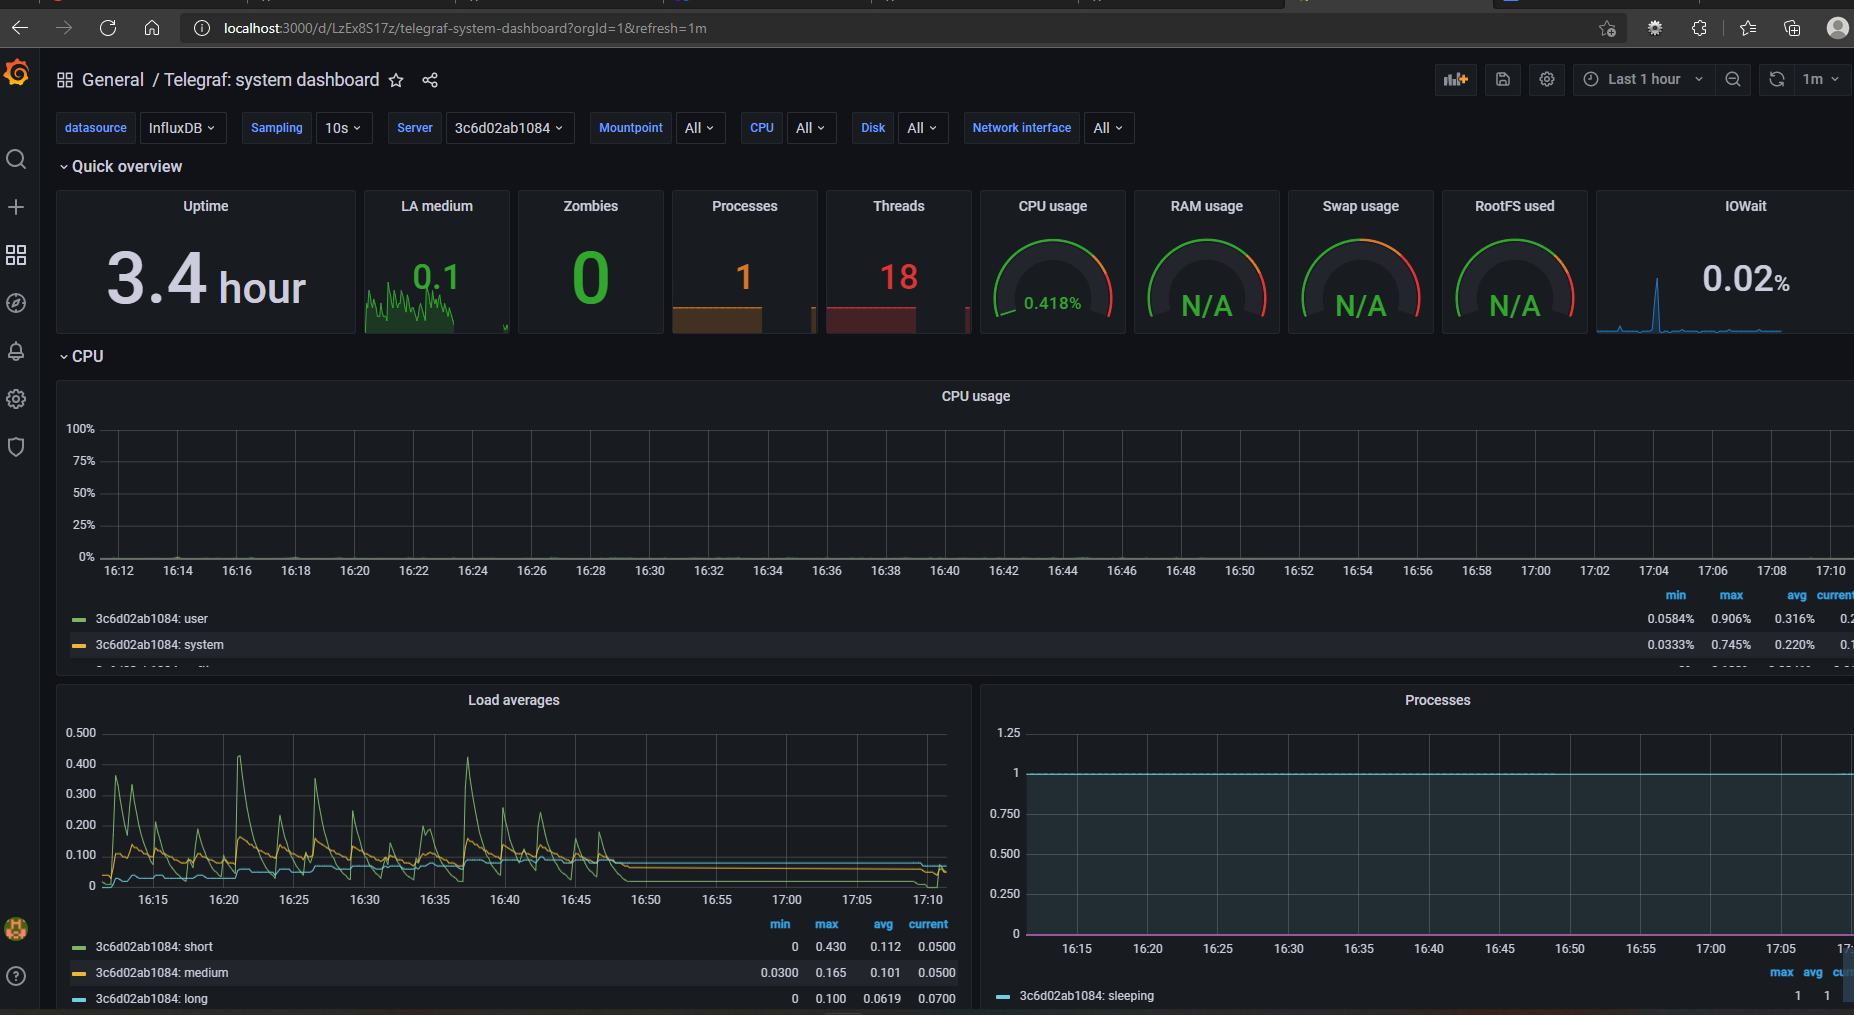 localhost:3000/d/LzEx8S17z/telegraf-system-dashboard?orgId=1&refresh=1m
General / Telegraf: system dashboard
Last 1 hour
1m
datasource InfluxDB Sampling 10s Server 3c6d02ab1084 Mountpoint All CPU All Disk All Network interface All
Quick overview
Uptime LA medium Zombies Processes Threads CPU usage RAM usage Swap usage RootFS used IOWait
3.4 hour 0.1 0 1 18 0.418% N/A N/A N/A 0.02%
CPU
CPU usage
100%
75%
50%
25%
0%
16:12 16:14 16:16 16:18 16:20 16:22 16:24 16:26 16:28 16:30 16:32 16:34 16:36 16:38 16:40 16:42 16:44 16:46 16:48 16:50 16:52 16:54 16:56 16:58 17:00 17:02 17:04 17:06 17:08 17:10
min max avg current
3c6d02ab1084: user 0.0584% 0.906% 0.316%
3c6d02ab1084: system 0.0333% 0.745% 0.220%
Load averages
0.500
0.400
0.300
0.200
0.100
0
16:15 16:20 16:25 16:30 16:35 16:40 16:45 16:50 16:55 17:00 17:05 17:10
min max avg current
3c6d02ab1084: short 0 0.430 0.112 0.0500
3c6d02ab1084: medium 0.0300 0.165 0.101 0.0500
3c6d02ab1084: long 0 0.100 0.0619 0.0700
Processes
1.25
1
0.750
0.500
0.250
0
16:15 16:20 16:25 16:30 16:35 16:40 16:45 16:50 16:55 17:00 17:05
max avg
3c6d02ab1084: sleeping 1 1